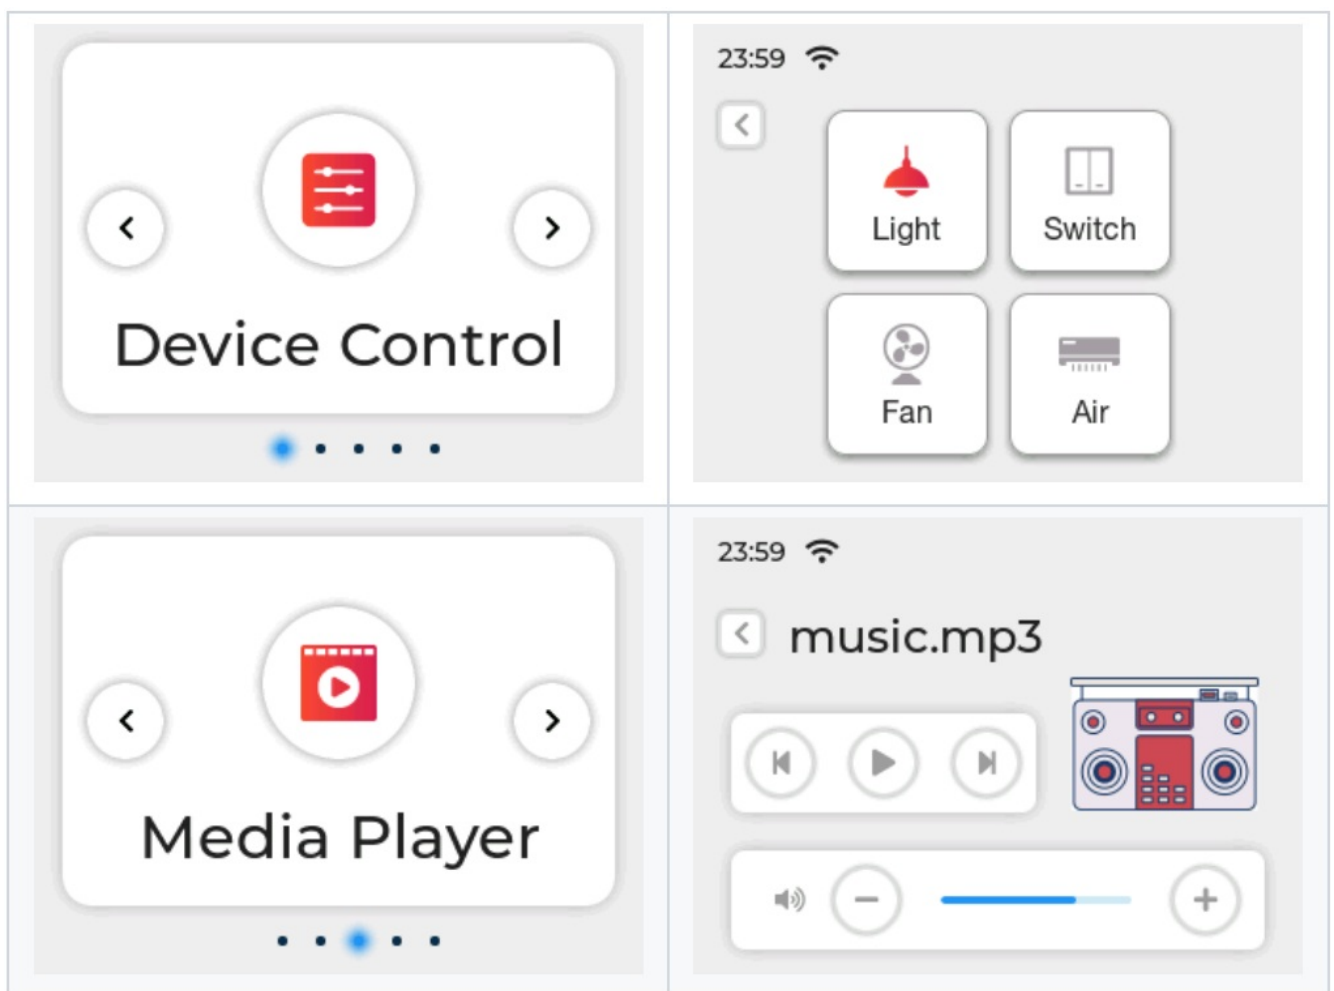 Device Control
23:59
Light
Switch
Fan
Air
Media Player
23:59
music.mp3